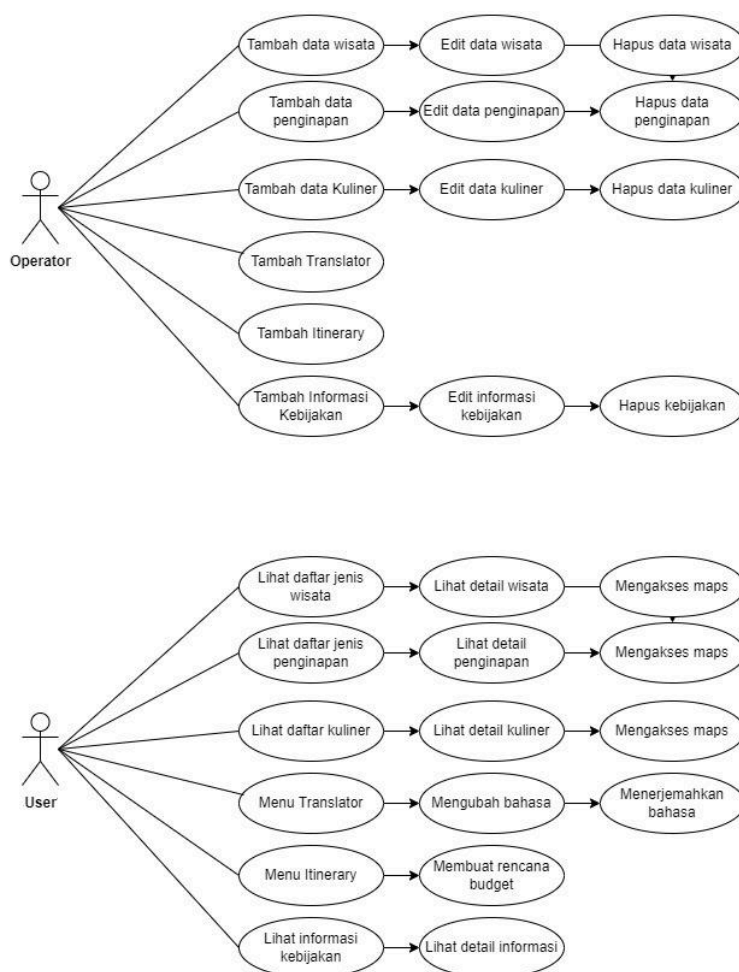 Tambah data wisata
Edit data wisata
Hapus data wisata
Tambah data
penginapan
Edit data penginapan
Hapus data
penginapan
Tambah data Kuliner
Edit data kuliner
Hapus data kuliner
Operator
Tambah Translator
Tambah Itinerary
Tambah Informasi
Kebijakan
Edit informasi
kebijakan
Hapus kebijakan
Lihat daftar jenis
wisata
Lihat detail wisata
Mengakses maps
Lihat daftar jenis
penginapan
Lihat detail
penginapan
Mengakses maps
Lihat daftar kuliner
Lihat detail kuliner
Mengakses maps
User
Menu Translator
Mengubah bahasa
Menerjemahkan
bahasa
Menu Itinerary
Membuat rencana
budget
Lihat informasi
kebijakan
Lihat detail informasi